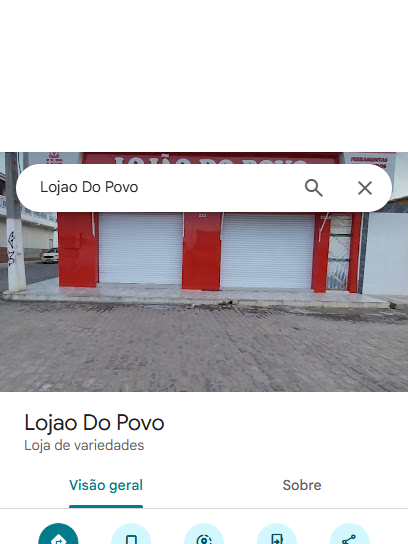 LOJÃO DO POVO
FERRAMENTAS
Lojao Do Povo
Lojao Do Povo
Loja de variedades
Visão geral
Sobre